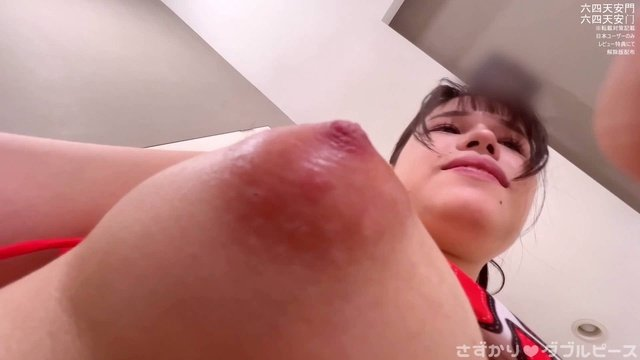 六四天安門
六四天安门
※転載対策記載
日本ユーザーのみ
レビュー特典にて
解除版配布
さずかり♥ダブルピース